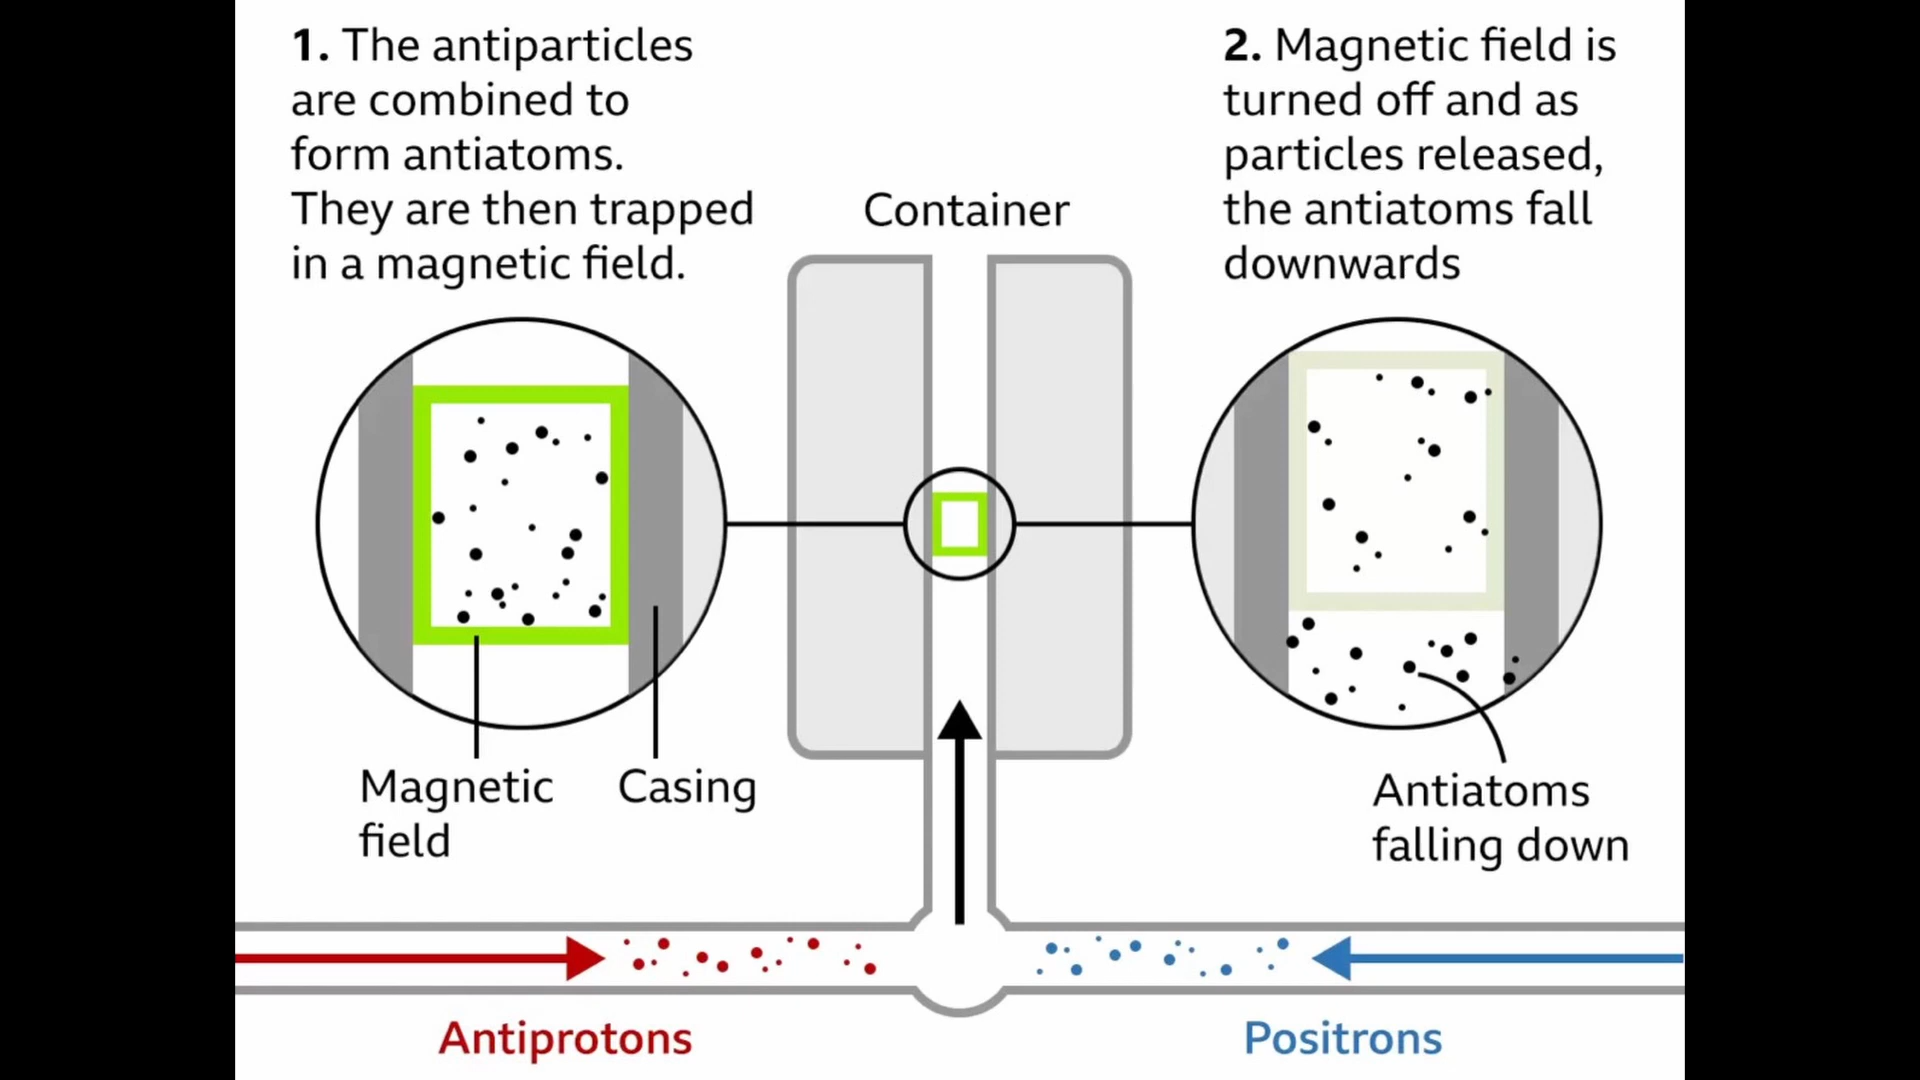 1. The antiparticles
are combined to
form antiatoms.
They are then trapped
in a magnetic field.
2. Magnetic field is
turned off and as
particles released,
the antiatoms fall
downwards
Container
Magnetic
field
Casing
Antiatoms
falling down
Antiprotons
Positrons